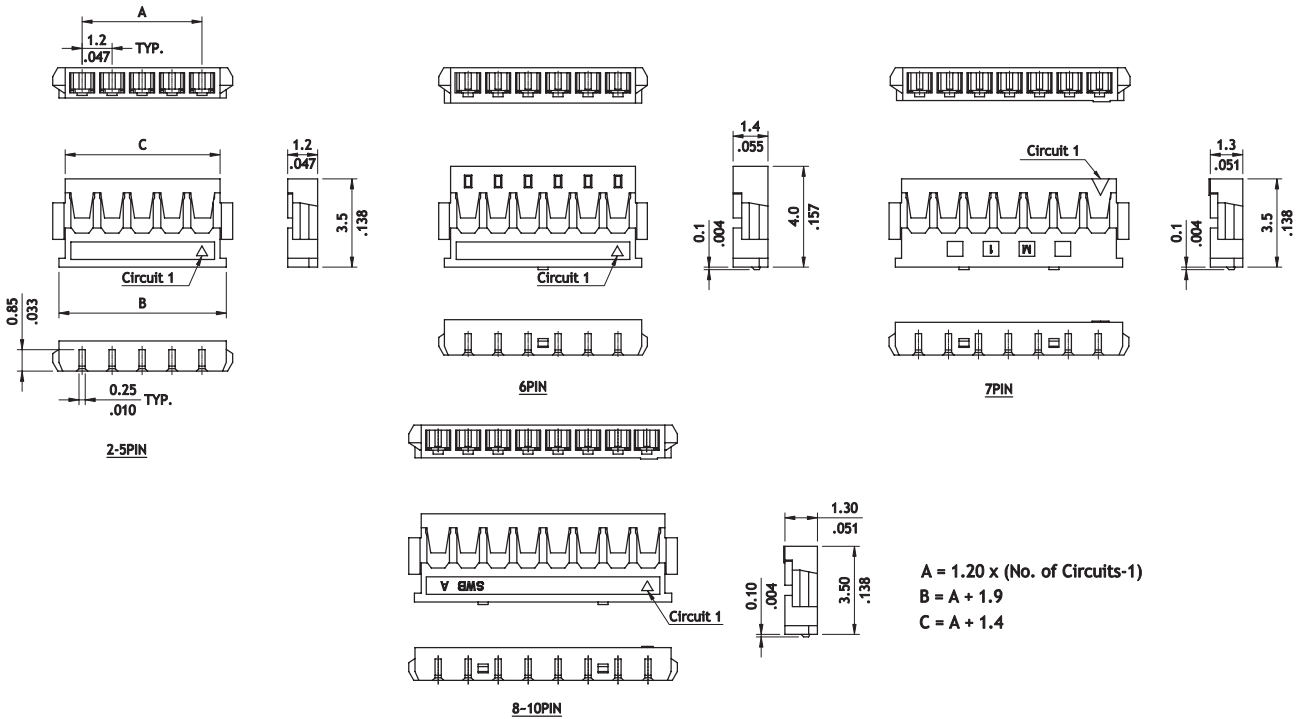 A
1.2
.047
TYP.
C
1.2
.047
3.5
.138
Circuit 1
B
0.85
.033
0.25
.010
TYP.
2-5PIN
1.4
.055
4.0
.157
0.1
.004
Circuit 1
6PIN
Circuit 1
1
M
1.3
.051
3.5
.138
0.1
.004
7PIN
SWB A
Circuit 1
1.30
.051
3.50
.138
0.10
.004
8~10PIN
A = 1.20 x (No. of Circuits-1)
B = A + 1.9
C = A + 1.4